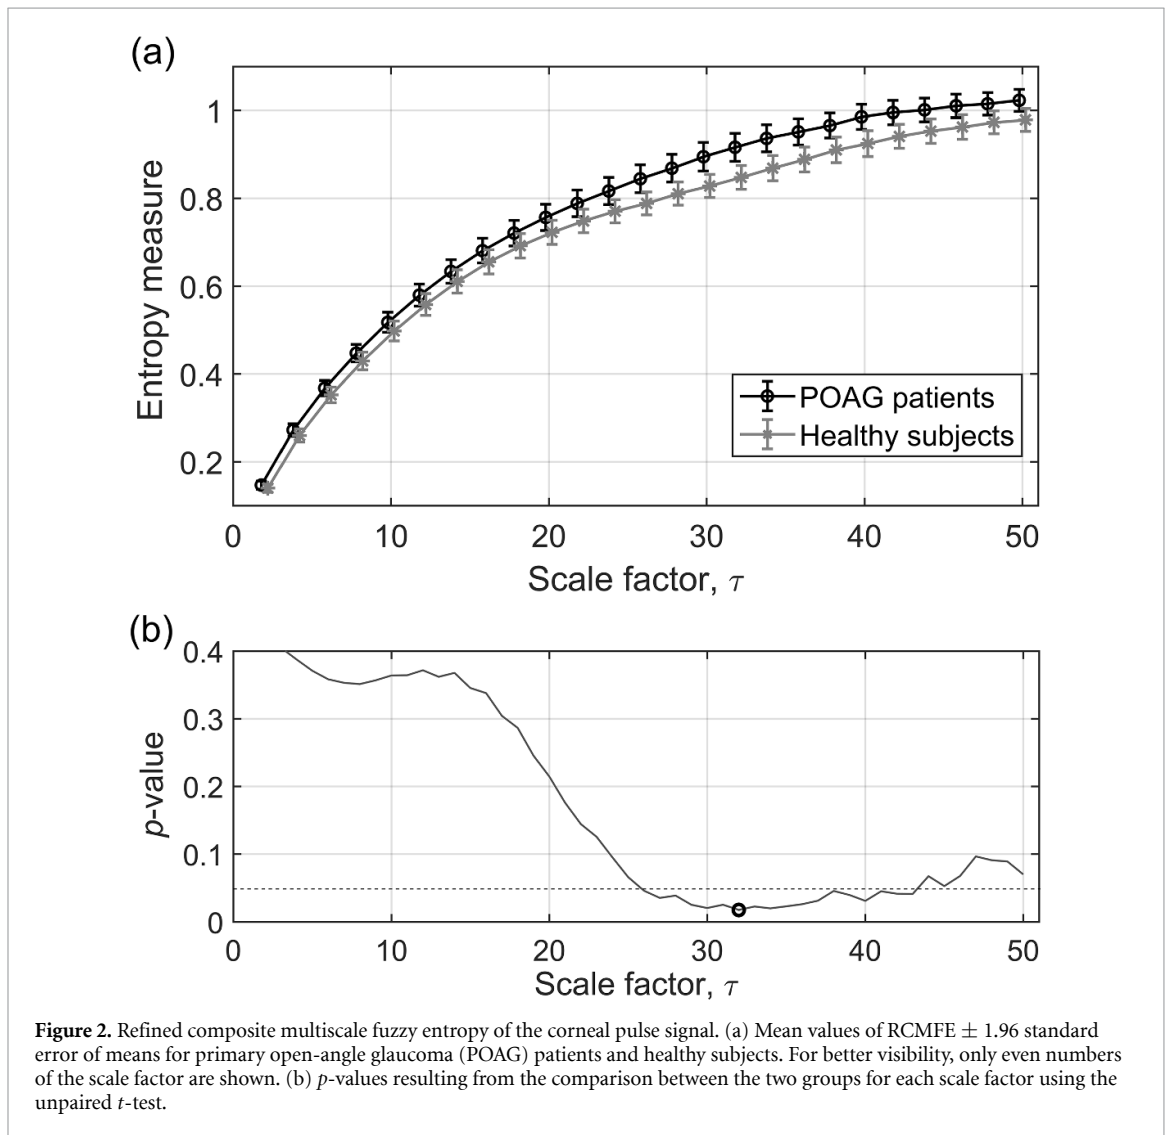 (a)
1
0.8
0.6
0.4
0.2
Entropy measure
POAG patients
Healthy subjects
0 10 20 30 40 50
Scale factor, τ
(b)
0.4
0.3
0.2
0.1
0
p-value
0 10 20 30 40 50
Scale factor, τ
Figure 2. Refined composite multiscale fuzzy entropy of the corneal pulse signal. (a) Mean values of RCMFE ± 1.96 standard
error of means for primary open-angle glaucoma (POAG) patients and healthy subjects. For better visibility, only even numbers
of the scale factor are shown. (b) p-values resulting from the comparison between the two groups for each scale factor using the
unpaired t-test.